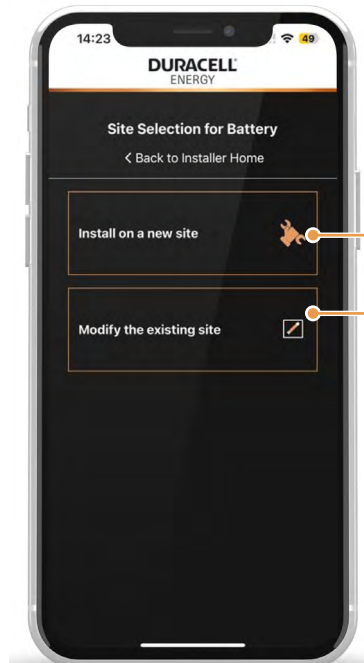 14:23
49
DURACELL
ENERGY
Site Selection for Battery
< Back to Installer Home
Install on a new site
Modify the existing site